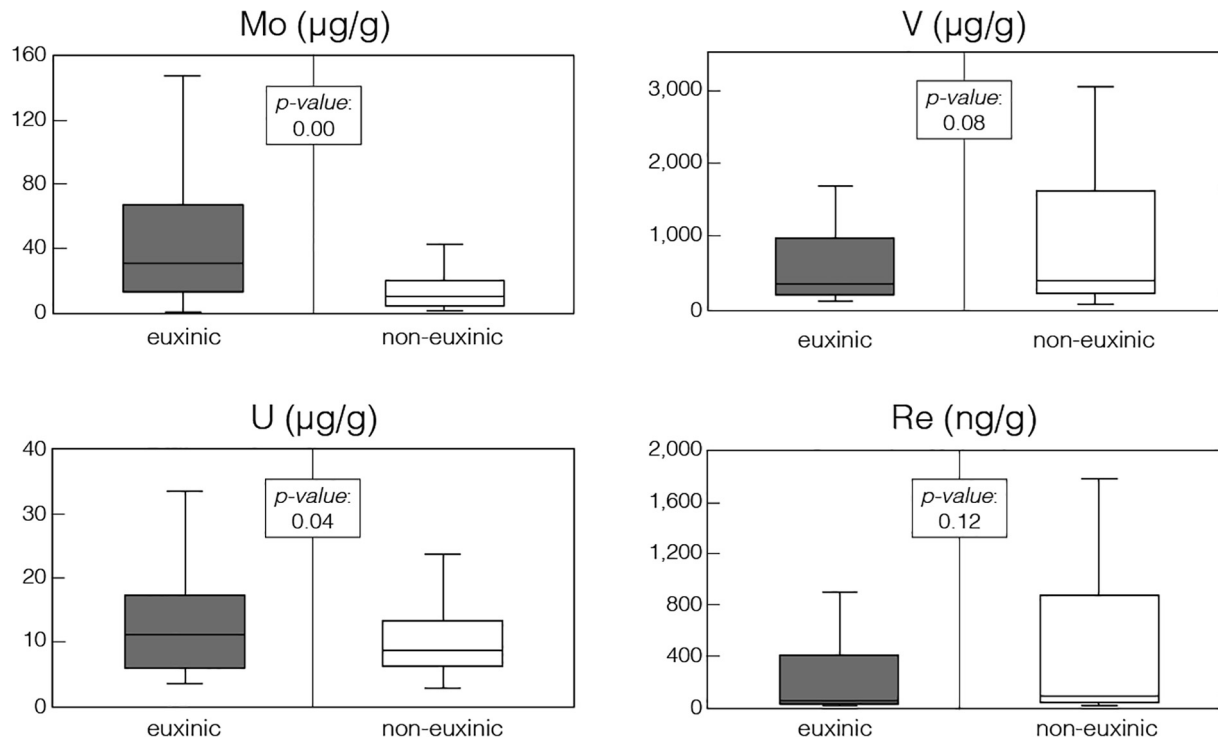 Mo (µg/g)
160
120
80
40
0
p-value:
0.00
euxinic
non-euxinic
V (µg/g)
3,000
2,000
1,000
0
p-value:
0.08
euxinic
non-euxinic
U (µg/g)
40
30
20
10
0
p-value:
0.04
euxinic
non-euxinic
Re (ng/g)
2,000
1,600
1,200
800
400
0
p-value:
0.12
euxinic
non-euxinic